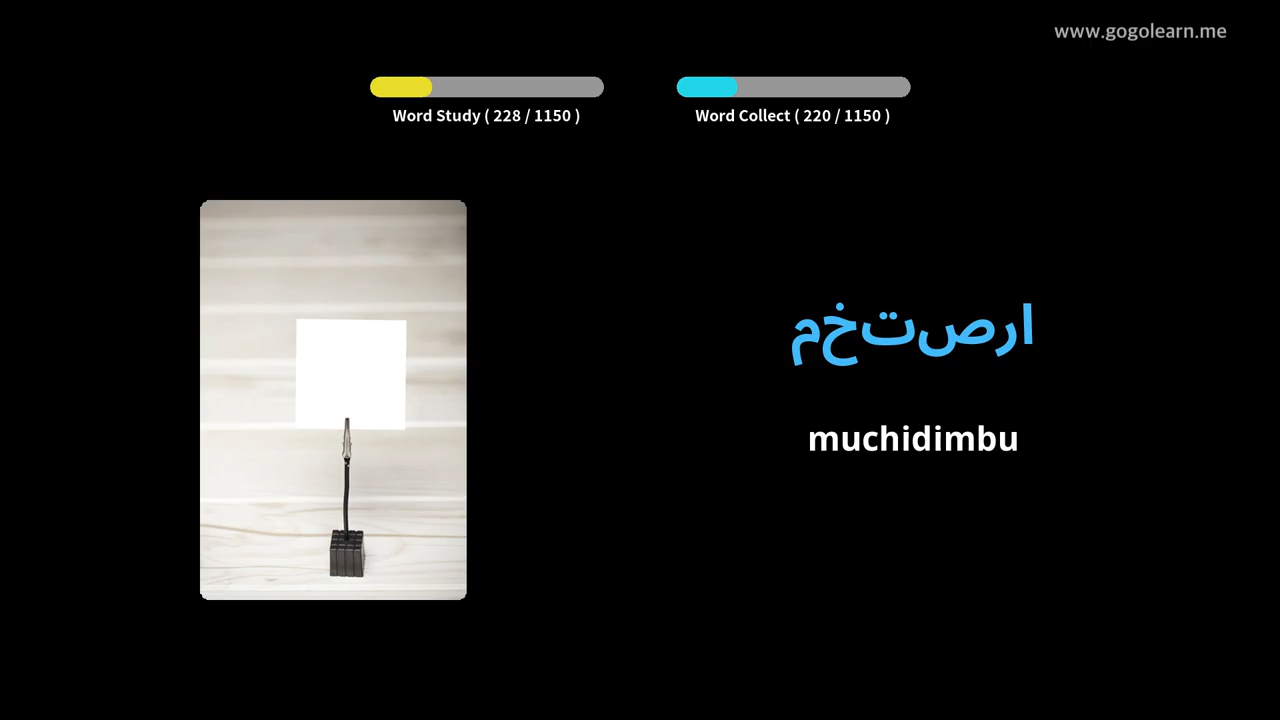 www.gogolearn.me
Word Study ( 228 / 1150 )
Word Collect ( 220 / 1150 )
مختصرا
muchidimbu